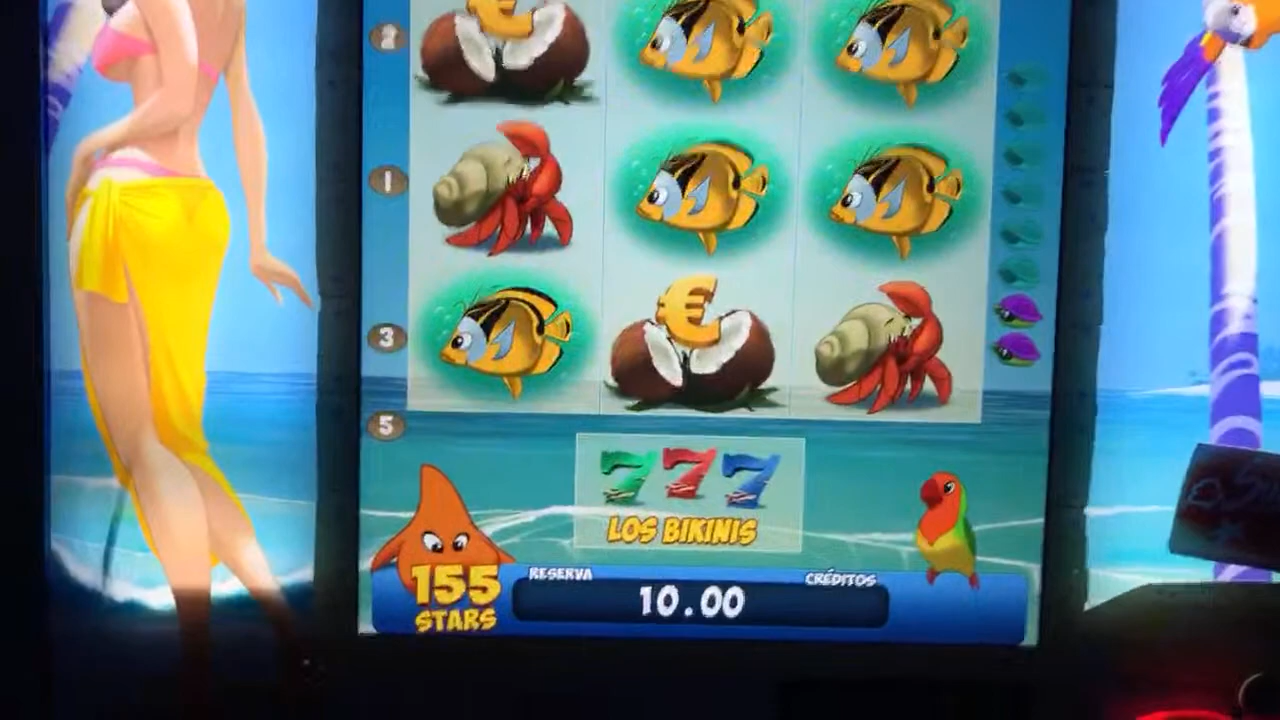 2
1
3
5
€
€
777
LOS BIKINIS
155
STARS
RESERVA
CRÉDITOS
10.00